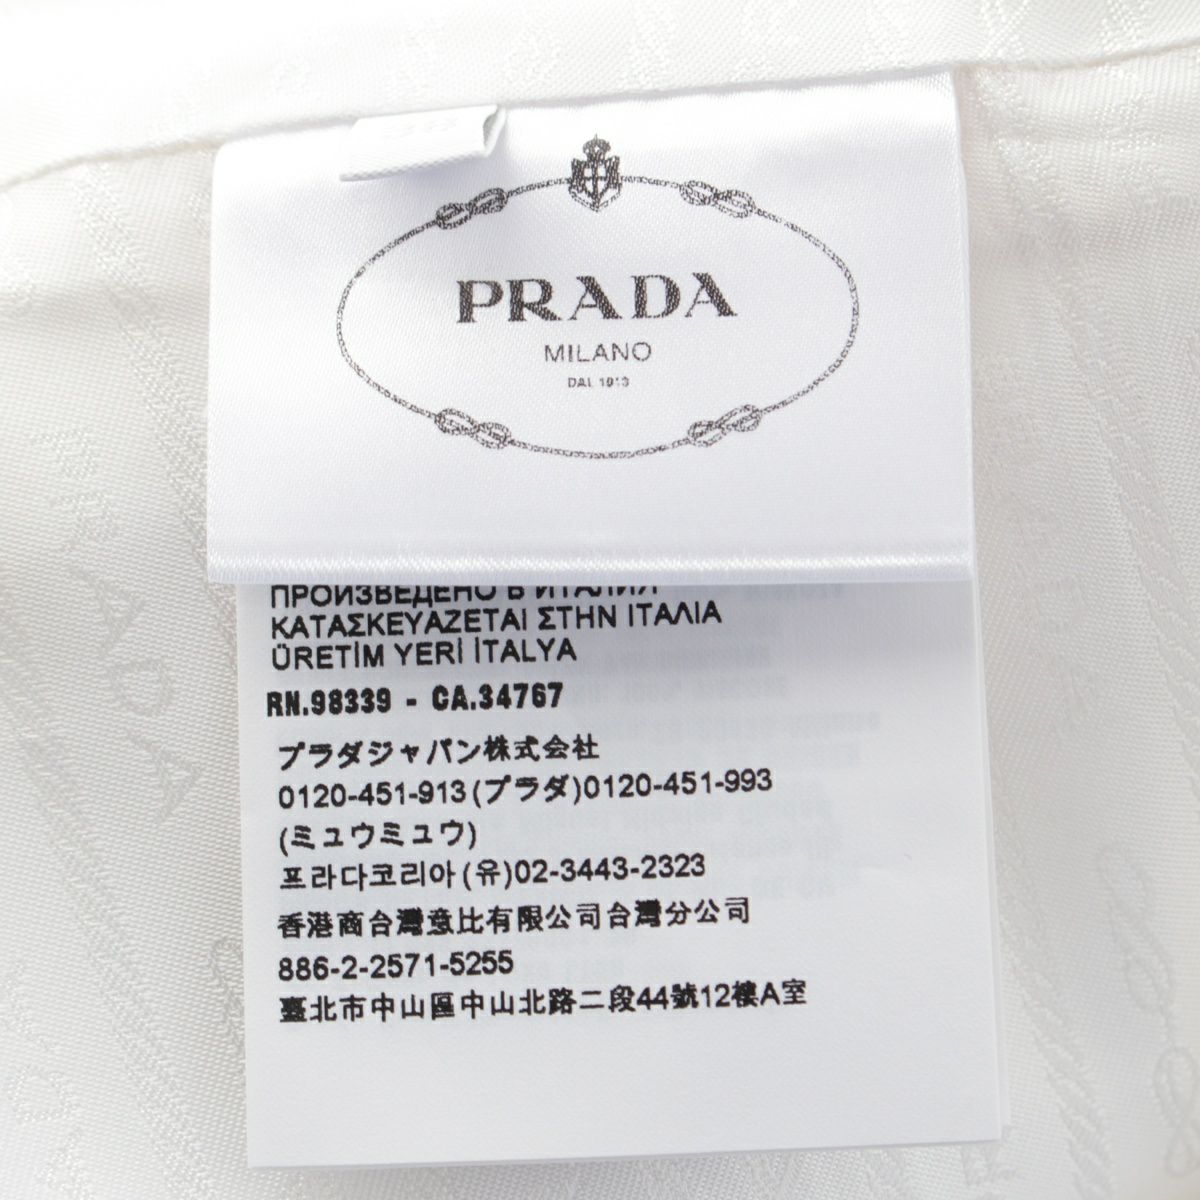 38
PRADA
MILANO
DAL 1913
ПРОИЗВЕДЕНО В ИТАЛИЯ
ΚΑΤΑΣΚΕΥΑΖΕΤΑΙ ΣΤΗΝ ΙΤΑΛΙΑ
ÜRETİM YERİ İTALYA
RN.98339 - CA.34767
プラダジャパン株式会社
0120-451-913(プラダ)0120-451-993
(ミュウミュウ)
프라다코리아(유)02-3443-2323
香港商台灣意比有限公司台灣分公司
886-2-2571-5255
臺北市中山區中山北路二段44號12樓A室
PRADA